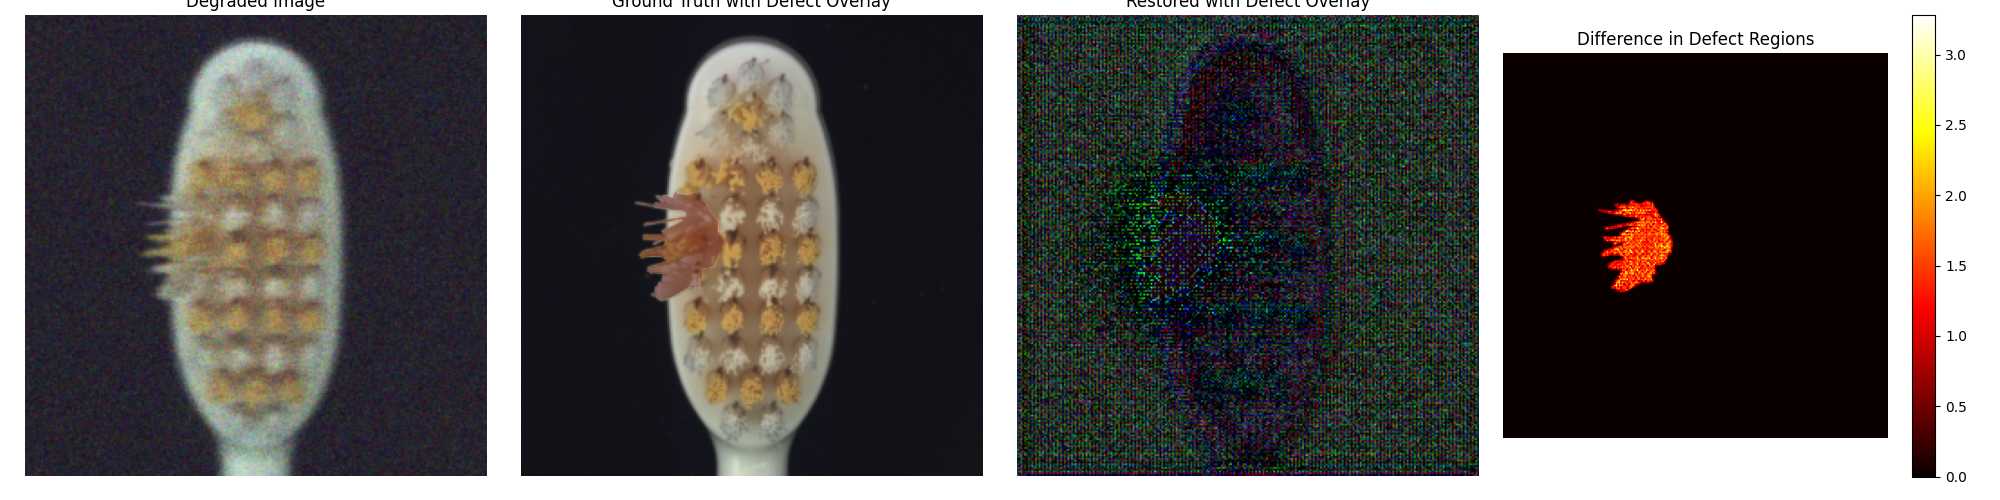 Degraded Image
Ground Truth with Defect Overlay
Restored with Defect Overlay
Difference in Defect Regions
3.0
2.5
2.0
1.5
1.0
0.5
0.0